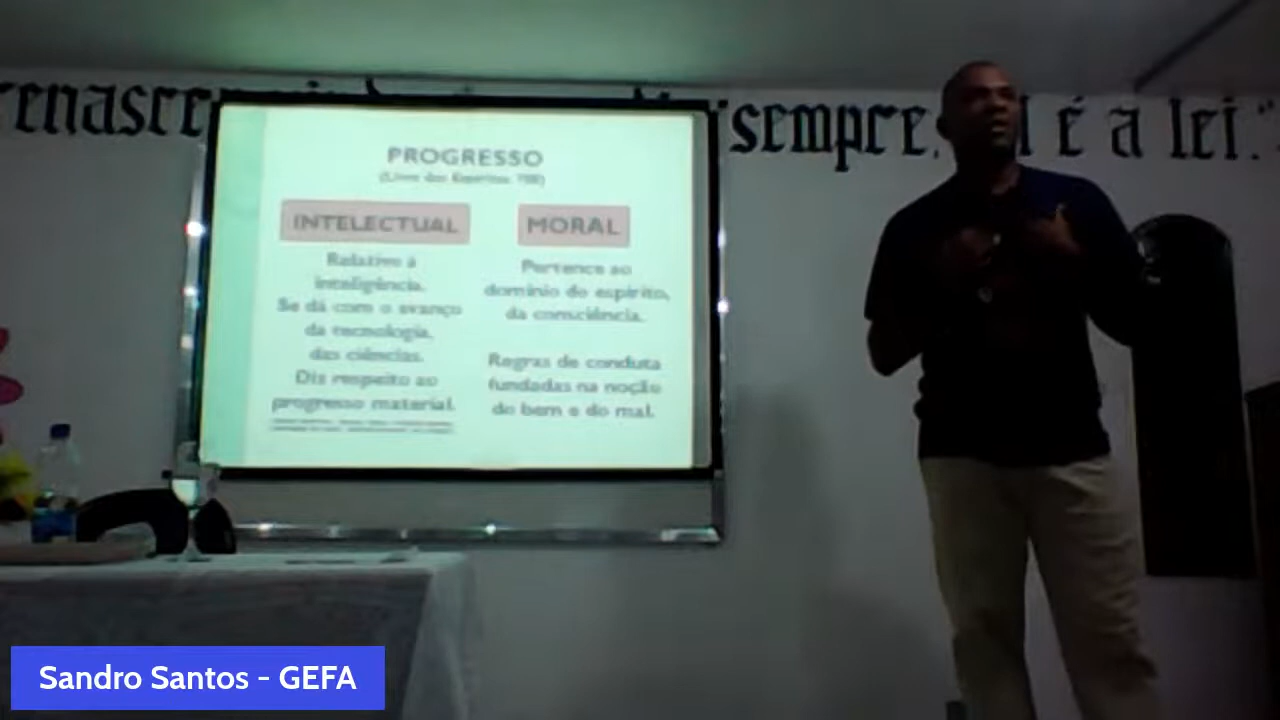 renascer
sempre,
é a lei."
PROGRESSO
(Livro dos Espíritos, 780)
INTELECTUAL
Relativo à
inteligência.
Se dá com o avanço
da tecnologia,
das ciências.
Diz respeito ao
progresso material.
MORAL
Pertence ao
domínio do espírito,
da consciência.
Regras de conduta
fundadas na noção
do bem e do mal.
Sandro Santos - GEFA